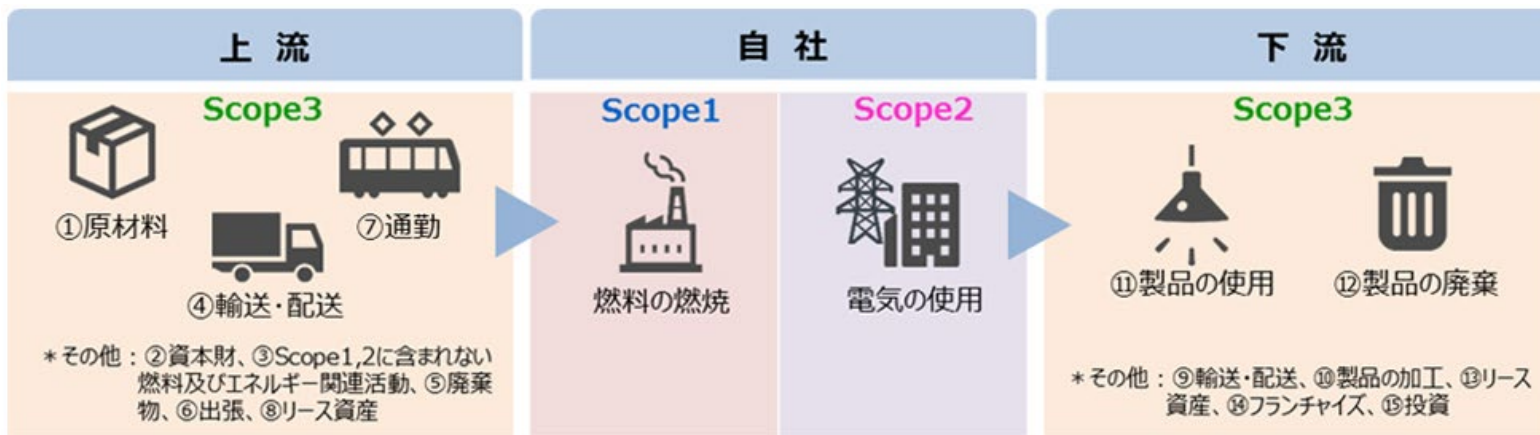 上 流
自 社
下 流
Scope3
①原材料
⑦通勤
④輸送・配送
＊その他：②資本財、③Scope1,2に含まれない
燃料及びエネルギー関連活動、⑤廃棄
物、⑥出張、⑧リース資産
Scope1
燃料の燃焼
Scope2
電気の使用
Scope3
⑪製品の使用
⑫製品の廃棄
＊その他：⑨輸送・配送、⑩製品の加工、⑬リース
資産、⑭フランチャイズ、⑮投資